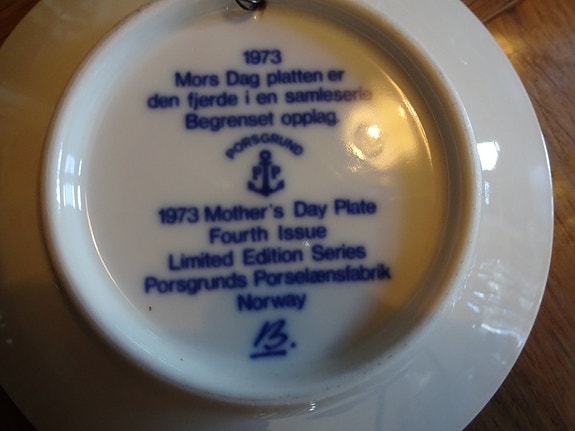 1973
Mors Dag platten er
den fjerde i en samleserie
Begrenset opplag.
PORSGRUND
P P
1973 Mother's Day Plate
Fourth Issue
Limited Edition Series
Porsgrunds Porselænsfabrik
Norway
B.